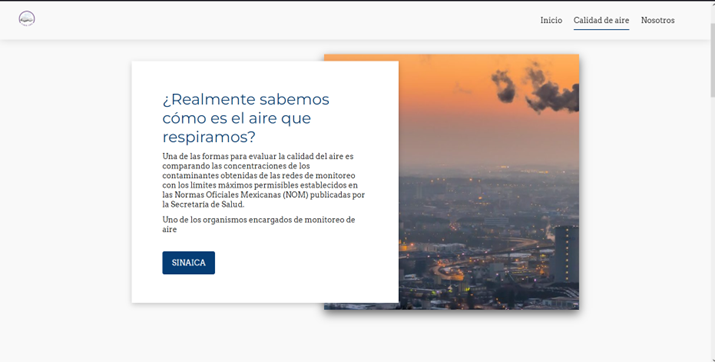 Inicio Calidad de aire Nosotros
¿Realmente sabemos
cómo es el aire que
respiramos?
Una de las formas para evaluar la calidad del aire es
comparando las concentraciones de los
contaminantes obtenidas de las redes de monitoreo
con los límites máximos permisibles establecidos en
las Normas Oficiales Mexicanas (NOM) publicadas por
la Secretaría de Salud.
Uno de los organismos encargados de monitoreo de
aire
SINAICA